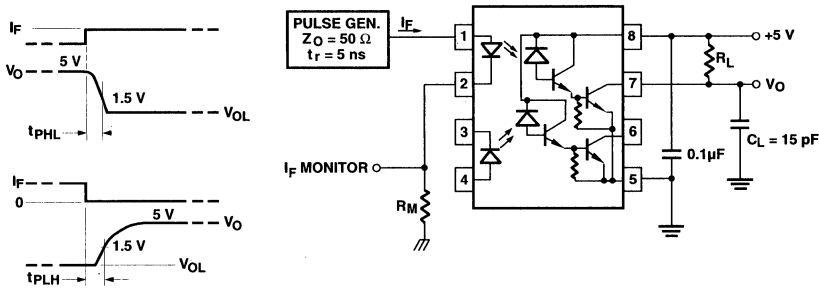 IF
VO
5 V
1.5 V
VOL
tPHL
IF
0
5 V
VO
1.5 V
VOL
tPLH
PULSE GEN.
ZO = 50 Ω
tr = 5 ns
IF
1
2
3
4
IF MONITOR
RM
8
7
6
5
+5 V
RL
VO
0.1µF
CL = 15 pF